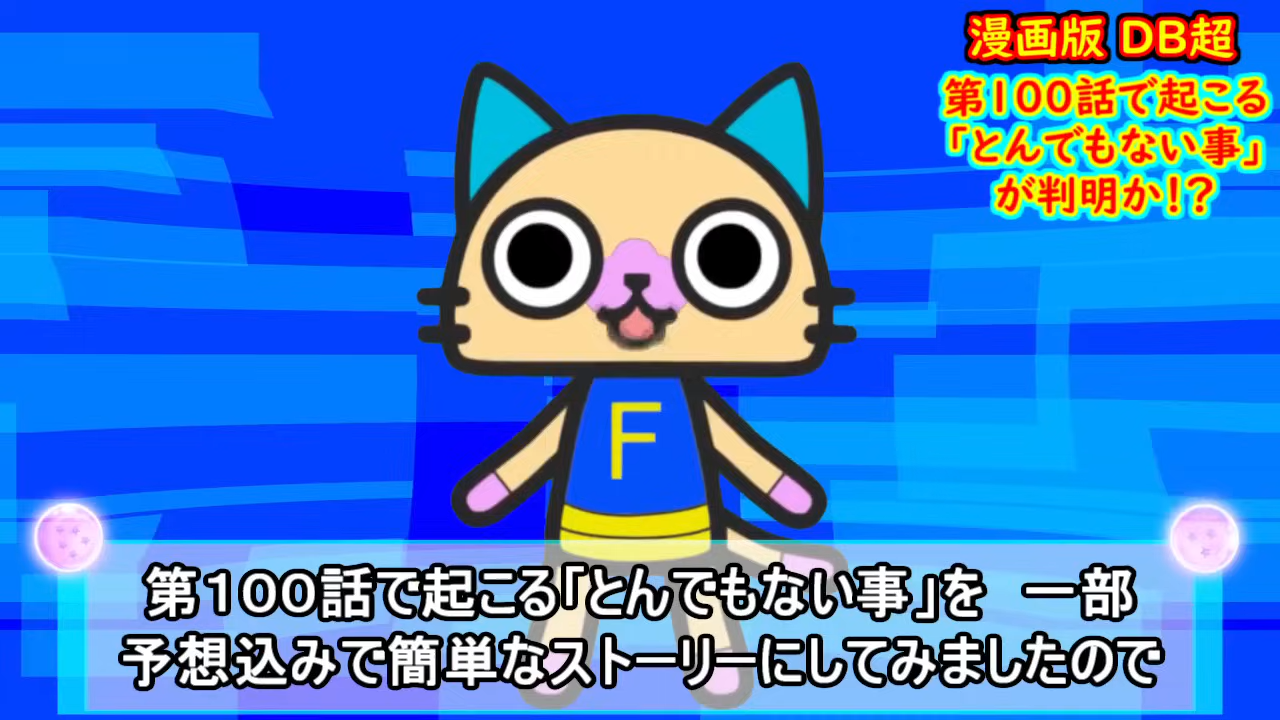 漫画版 DB超
第100話で起こる
「とんでもない事」
が判明か!?
F
第100話で起こる「とんでもない事」を　一部
予想込みで簡単なストーリーにしてみましたので